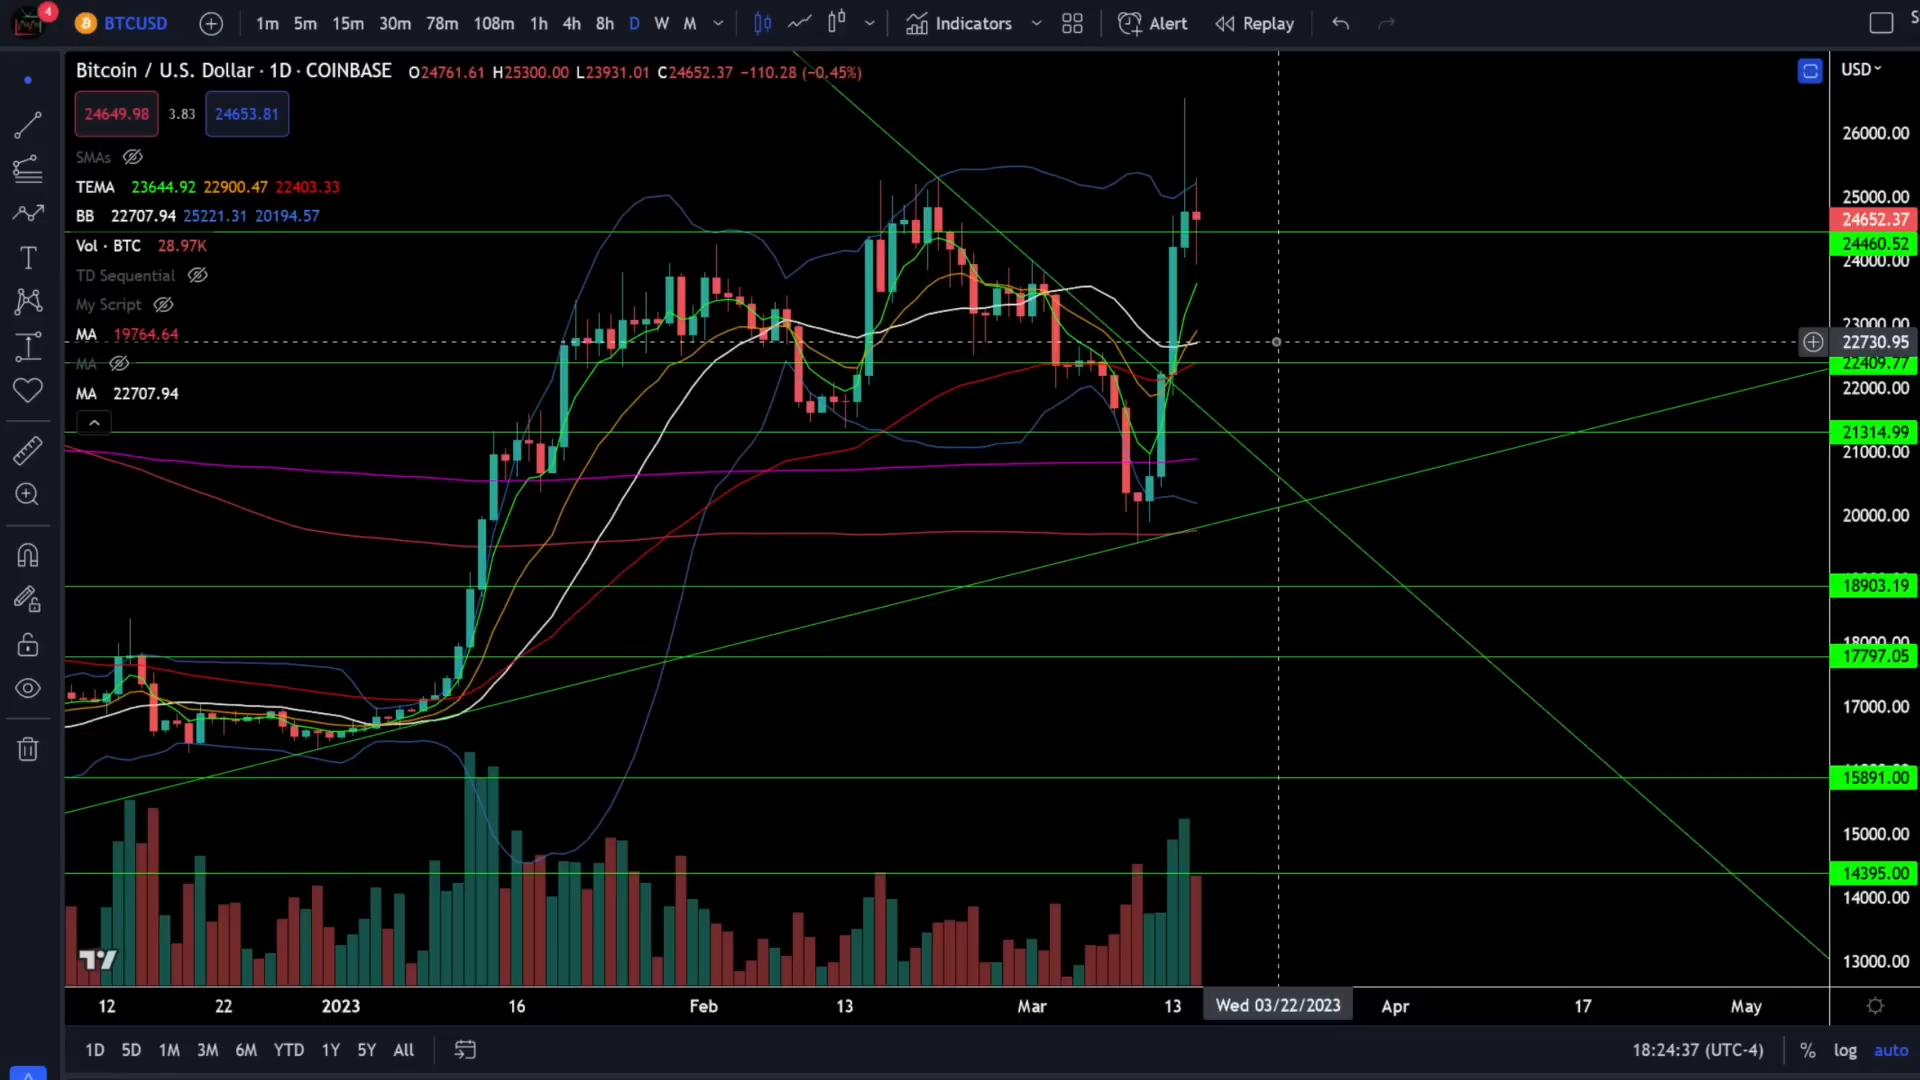 4
BTCUSD
1m 5m 15m 30m 78m 108m 1h 4h 8h D W M
Indicators
Alert
Replay
Bitcoin / U.S. Dollar · 1D · COINBASE O24761.61 H25300.00 L23931.01 C24652.37 −110.28 (−0.45%)
24649.98 3.83 24653.81
SMAs
TEMA 23644.92 22900.47 22403.33
BB 22707.94 25221.31 20194.57
Vol · BTC 28.97K
TD Sequential
My Script
MA 19764.64
MA
MA 22707.94
USD
26000.00
25000.00
24652.37
24460.52
24000.00
23000.00
22730.95
22409.77
22000.00
21314.99
21000.00
20000.00
18903.19
18000.00
17797.05
17000.00
15891.00
15000.00
14395.00
14000.00
13000.00
12 22 2023 16 Feb 13 Mar 13 Wed 03/22/2023 Apr 17 May
1D 5D 1M 3M 6M YTD 1Y 5Y All
18:24:37 (UTC-4) % log auto